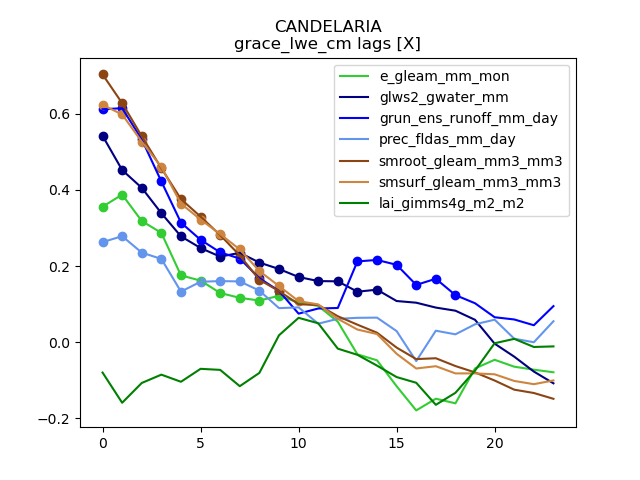 CANDELARIA
grace_lwe_cm lags [X]
e_gleam_mm_mon
glws2_gwater_mm
grun_ens_runoff_mm_day
prec_fldas_mm_day
smroot_gleam_mm3_mm3
smsurf_gleam_mm3_mm3
lai_gimms4g_m2_m2
0.6
0.4
0.2
0.0
−0.2
0 5 10 15 20